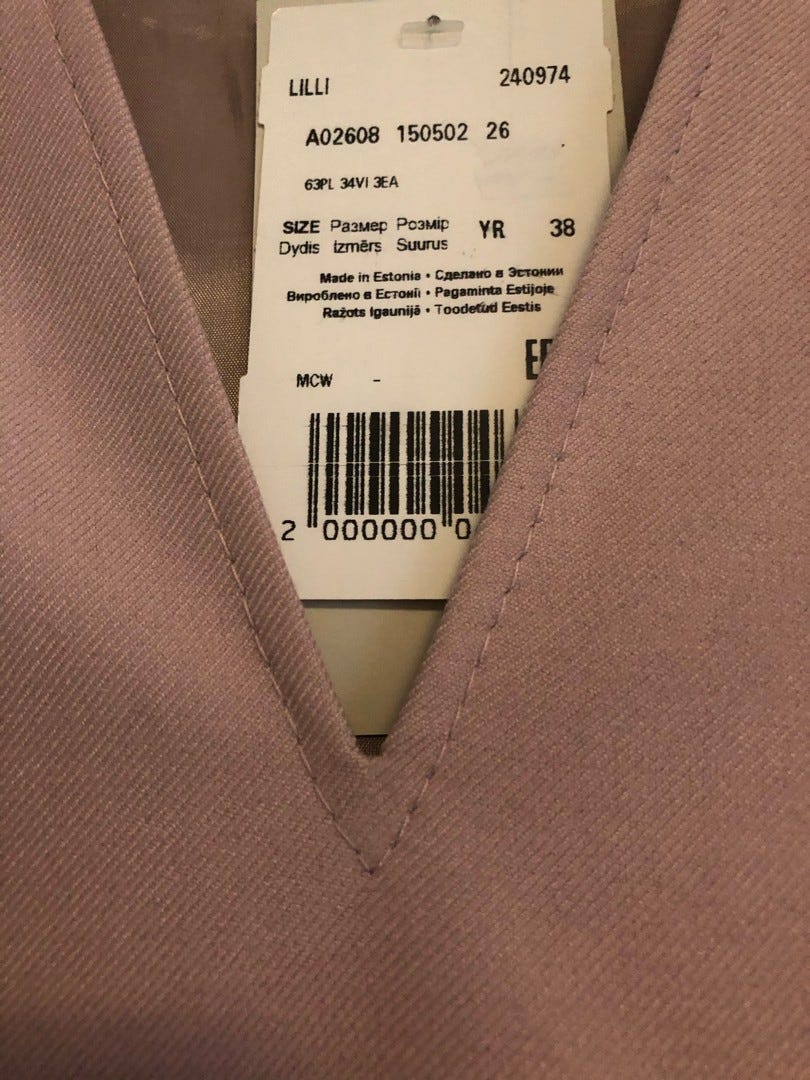 LILLI 240974
A02608 150502 26
63PL 34VI 3EA
SIZE Размер Розмір YR 38
Dydis Izmērs Suurus
Made in Estonia • Сделано в Эстонии
Вироблено в Естонії • Pagaminta Estijoje
Ražots Igaunijā • Toodetud Eestis
MCW -
2 000000 0